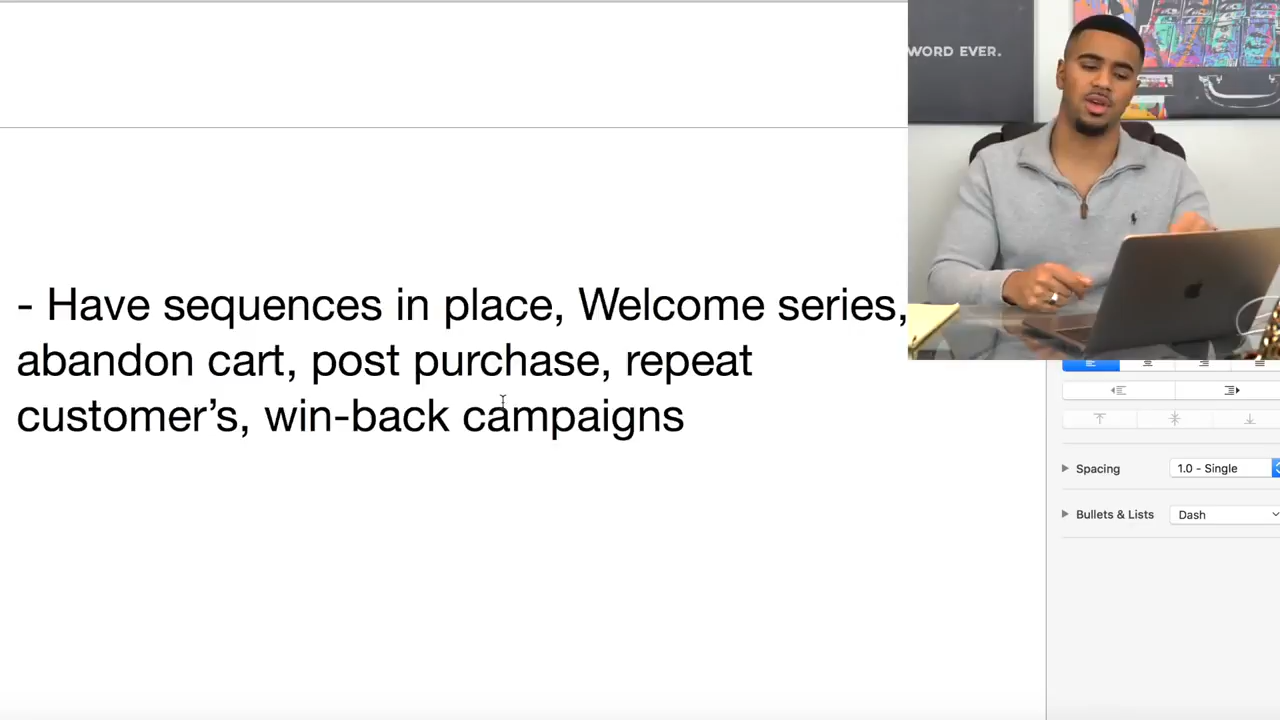 WORD EVER.
- Have sequences in place, Welcome series,
abandon cart, post purchase, repeat
customer’s, win-back campaigns
Spacing
1.0 - Single
Bullets & Lists
Dash